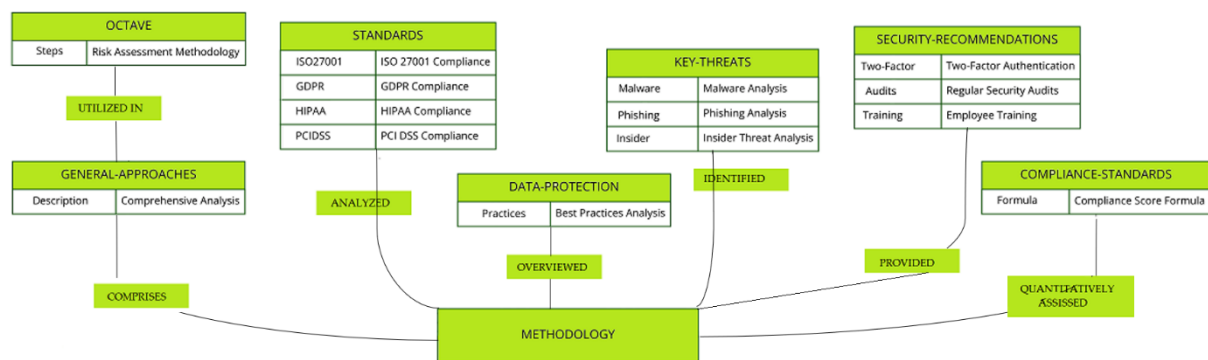 OCTAVE
Steps Risk Assessment Methodology
UTILIZED IN
GENERAL-APPROACHES
Description Comprehensive Analysis
COMPRISES
STANDARDS
ISO27001 ISO 27001 Compliance
GDPR GDPR Compliance
HIPAA HIPAA Compliance
PCIDSS PCI DSS Compliance
ANALYZED
DATA-PROTECTION
Practices Best Practices Analysis
OVERVIEWED
KEY-THREATS
Malware Malware Analysis
Phishing Phishing Analysis
Insider Insider Threat Analysis
IDENTIFIED
SECURITY-RECOMMENDATIONS
Two-Factor Two-Factor Authentication
Audits Regular Security Audits
Training Employee Training
PROVIDED
COMPLIANCE-STANDARDS
Formula Compliance Score Formula
QUANTITATIVELY
ASSISSED
METHODOLOGY